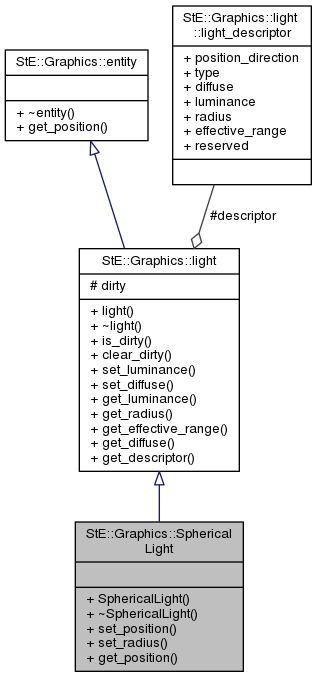 StE::Graphics::light
::light_descriptor
+ position_direction
+ type
+ diffuse
+ luminance
+ radius
+ effective_range
+ reserved
StE::Graphics::entity
+ ~entity()
+ get_position()
#descriptor
StE::Graphics::light
# dirty
+ light()
+ ~light()
+ is_dirty()
+ clear_dirty()
+ set_luminance()
+ set_diffuse()
+ get_luminance()
+ get_radius()
+ get_effective_range()
+ get_diffuse()
+ get_descriptor()
StE::Graphics::Spherical
Light
+ SphericalLight()
+ ~SphericalLight()
+ set_position()
+ set_radius()
+ get_position()